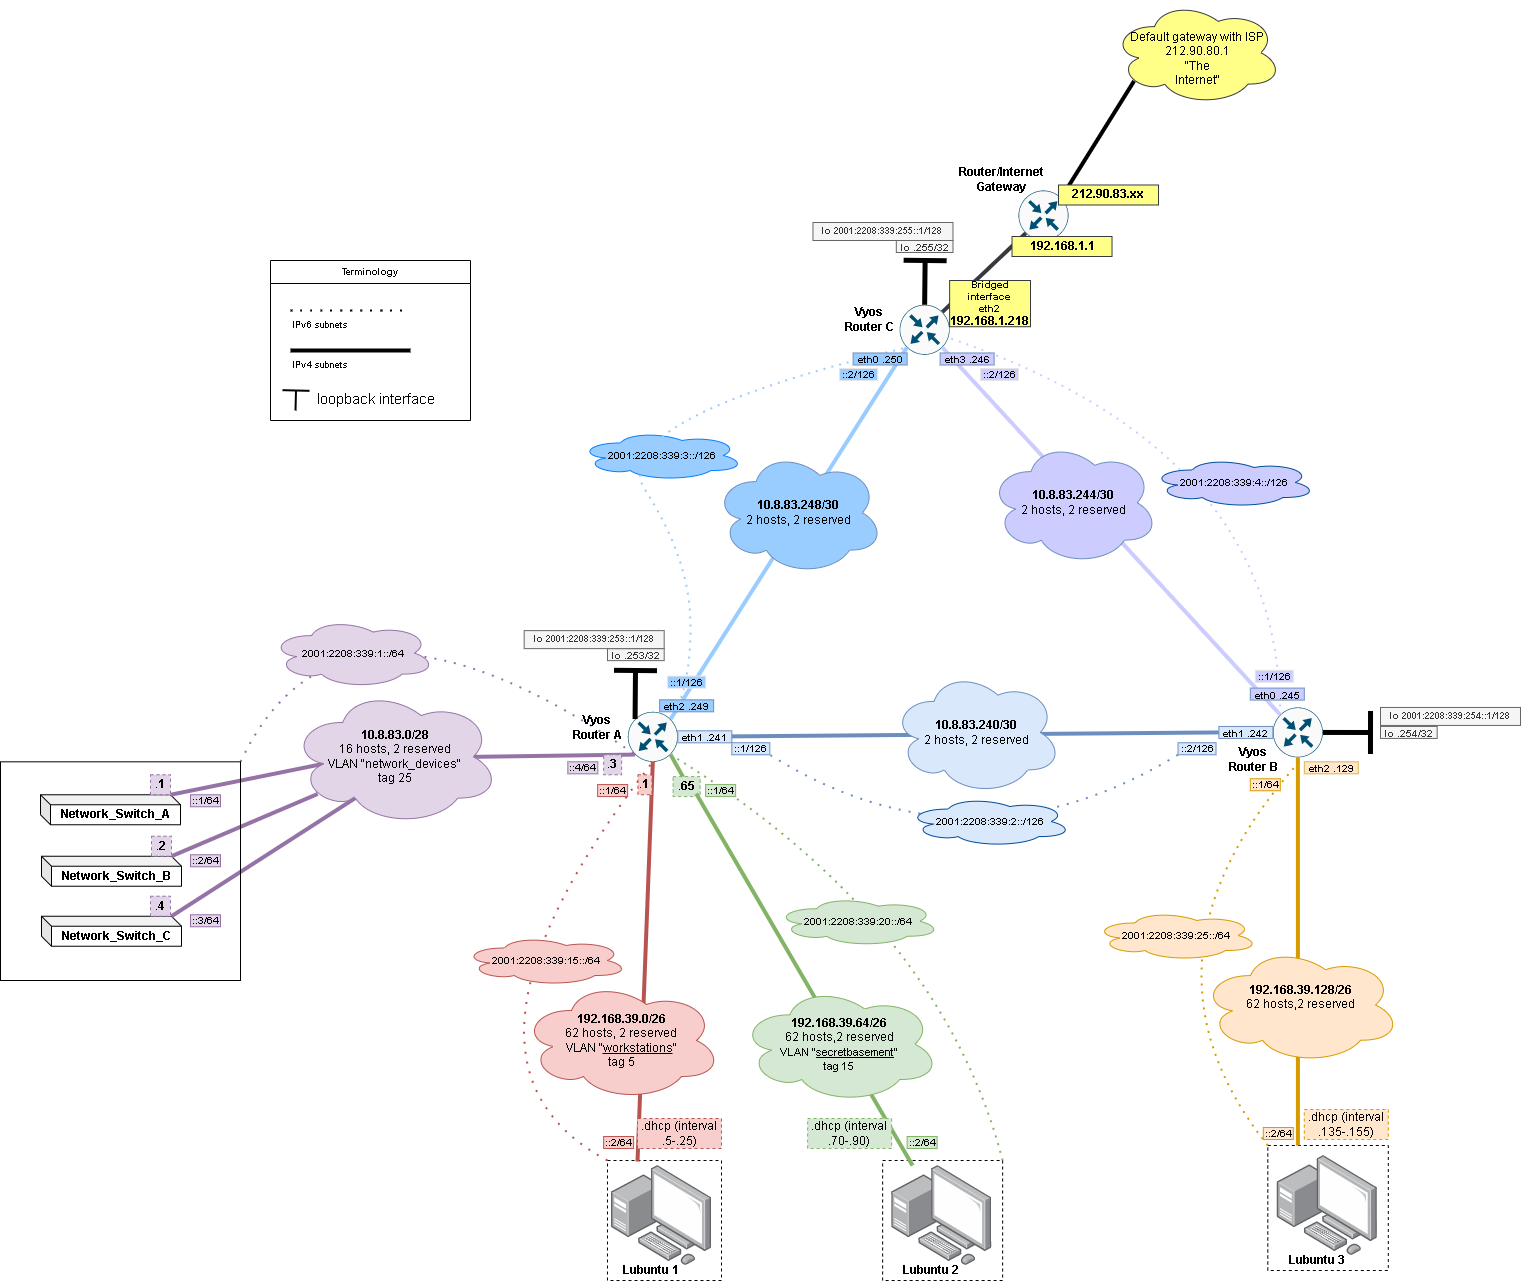 Default gateway with ISP
212.90.80.1
"The
Internet"
Router/Internet
Gateway
212.90.83.xx
192.168.1.1
lo 2001:2208:339:255::1/128
lo .255/32
Bridged
interface
eth2
192.168.1.218
Vyos
Router C
eth0 .250
::2/126
eth3 .246
::2/126
Terminology
IPv6 subnets
IPv4 subnets
loopback interface
2001:2208:339:3::/126
10.8.83.248/30
2 hosts, 2 reserved
10.8.83.244/30
2 hosts, 2 reserved
2001:2208:339:4::/126
lo 2001:2208:339:253::1/128
lo .253/32
2001:2208:339:1::/64
::1/126
eth2 .249
::1/126
eth0 .245
Vyos
Router A
eth1 .241
::1/126
10.8.83.240/30
2 hosts, 2 reserved
eth1 .242
::2/126
lo 2001:2208:339:254::1/128
lo .254/32
Vyos
Router B
eth2 .129
::1/64
10.8.83.0/28
16 hosts, 2 reserved
VLAN "network_devices"
tag 25
::4/64
.3
::1/64
.1
.65
::1/64
2001:2208:339:2::/126
.1
::1/64
Network_Switch_A
.2
::2/64
Network_Switch_B
.4
::3/64
Network_Switch_C
2001:2208:339:15::/64
2001:2208:339:20::/64
2001:2208:339:25::/64
192.168.39.0/26
62 hosts, 2 reserved
VLAN "workstations"
tag 5
192.168.39.64/26
62 hosts,2 reserved
VLAN "secretbasement"
tag 15
192.168.39.128/26
62 hosts,2 reserved
::2/64
.dhcp (interval
.5-.25)
.dhcp (interval
.70-.90)
::2/64
::2/64
.dhcp (interval
.135-.155)
Lubuntu 1
Lubuntu 2
Lubuntu 3